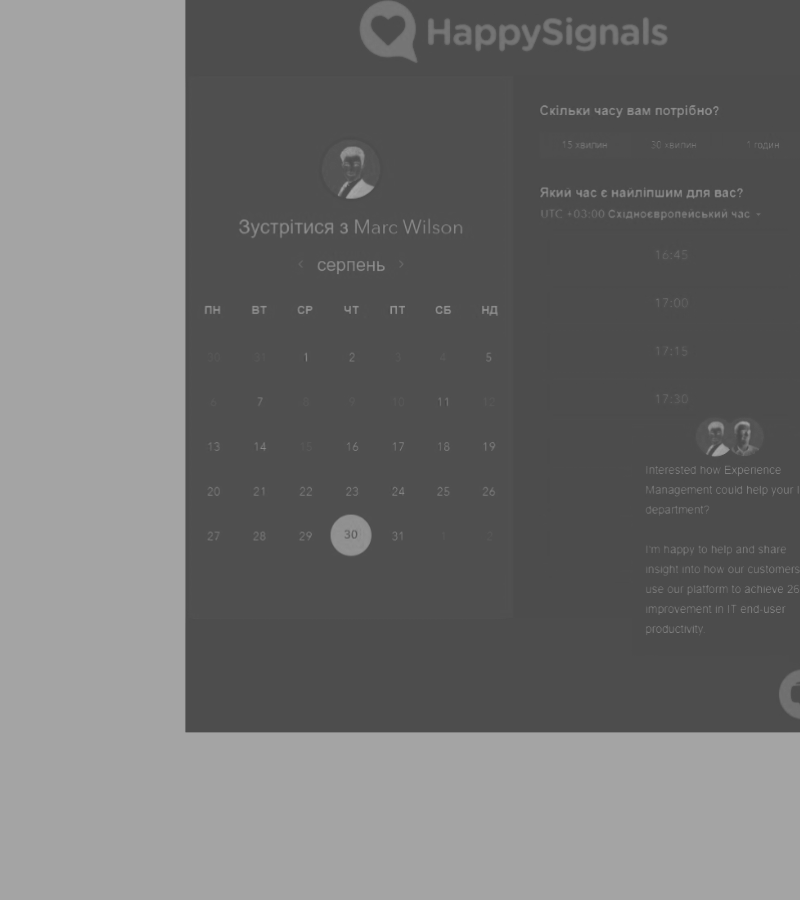 HappySignals
Зустрітися з Marc Wilson
серпень
ПН ВТ СР ЧТ ПТ СБ НД
30 31 1 2 3 4 5
6 7 8 9 10 11 12
13 14 15 16 17 18 19
20 21 22 23 24 25 26
27 28 29 30 31 1 2
Скільки часу вам потрібно?
15 хвилин 30 хвилин 1 годин
Який час є найліпшим для вас?
UTC +03:00 Східноєвропейський час
16:45
17:00
17:15
17:30
Interested how Experience
Management could help your
department?
I'm happy to help and share
insight into how our customers
use our platform to achieve 26
improvement in IT end-user
productivity.